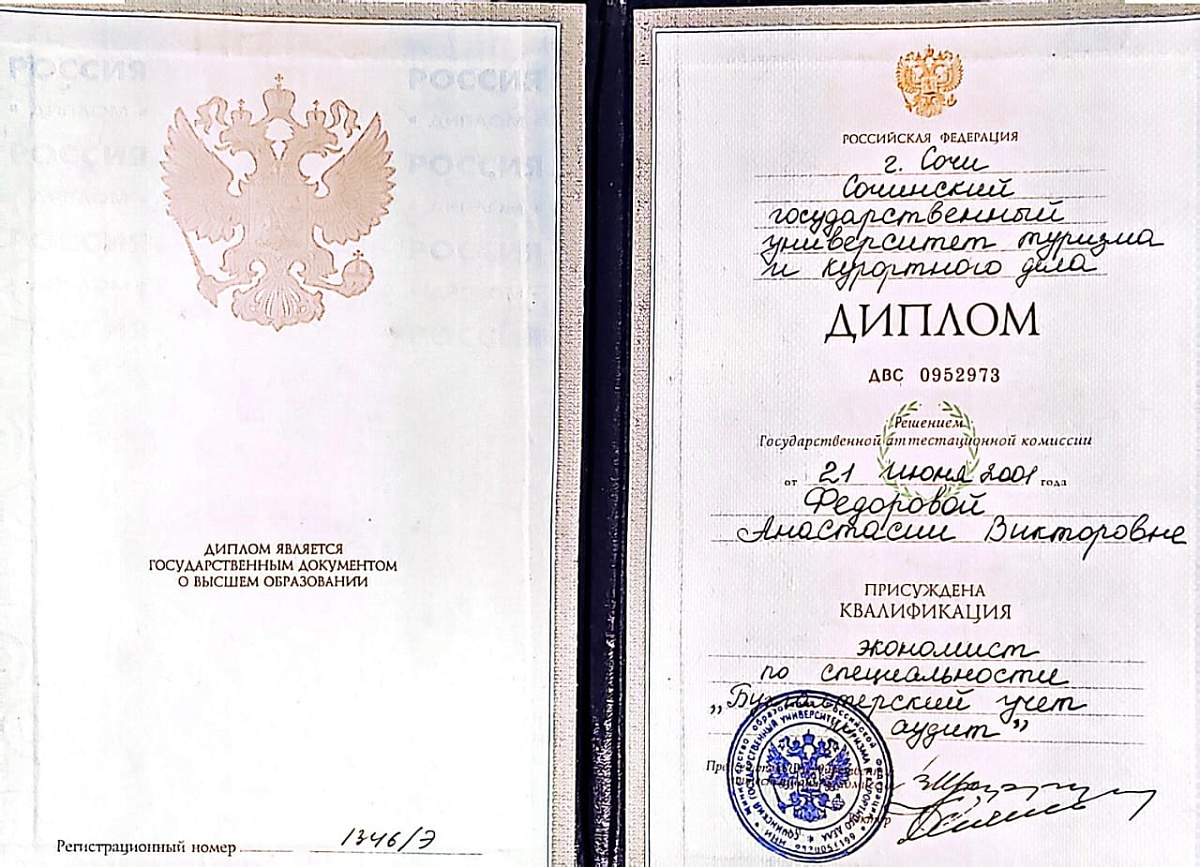 РОССИЯ
РОССИЯ
РОССИЯ
РОССИЯ
РОССИЯ
РОССИЯ
ДИПЛОМ ЯВЛЯЕТСЯ
ГОСУДАРСТВЕННЫМ ДОКУМЕНТОМ
О ВЫСШЕМ ОБРАЗОВАНИИ
Регистрационный номер 1346/Э
РОССИЙСКАЯ ФЕДЕРАЦИЯ
г. Сочи
Сочинский
государственный
университет туризма
и курортного дела
ДИПЛОМ
ДВС 0952973
Решением
Государственной аттестационной комиссии
от 21 июня 2001 года
Федоровой
Анастасии Викторовне
ПРИСУЖДЕНА
КВАЛИФИКАЦИЯ
экономист
по специальности
„Бухгалтерский учет
аудит"